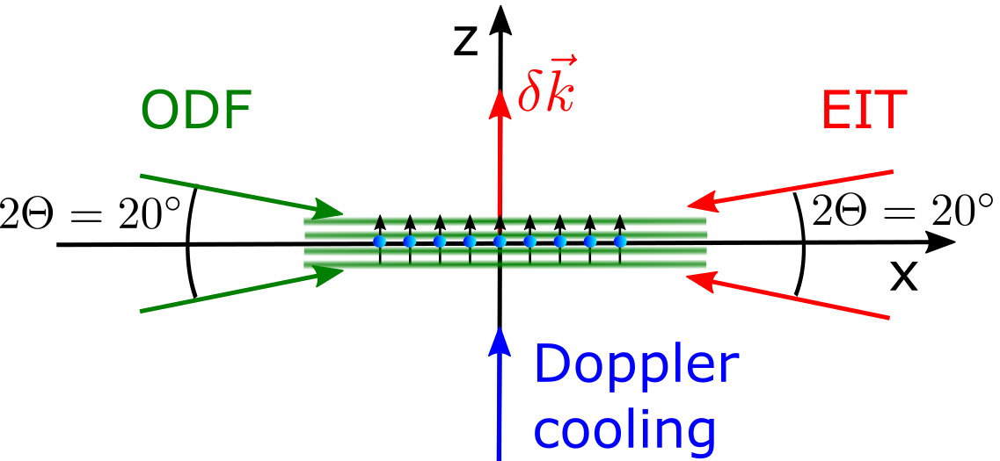 z
δk⃗
ODF
EIT
2Θ = 20°
2Θ = 20°
x
Doppler
cooling